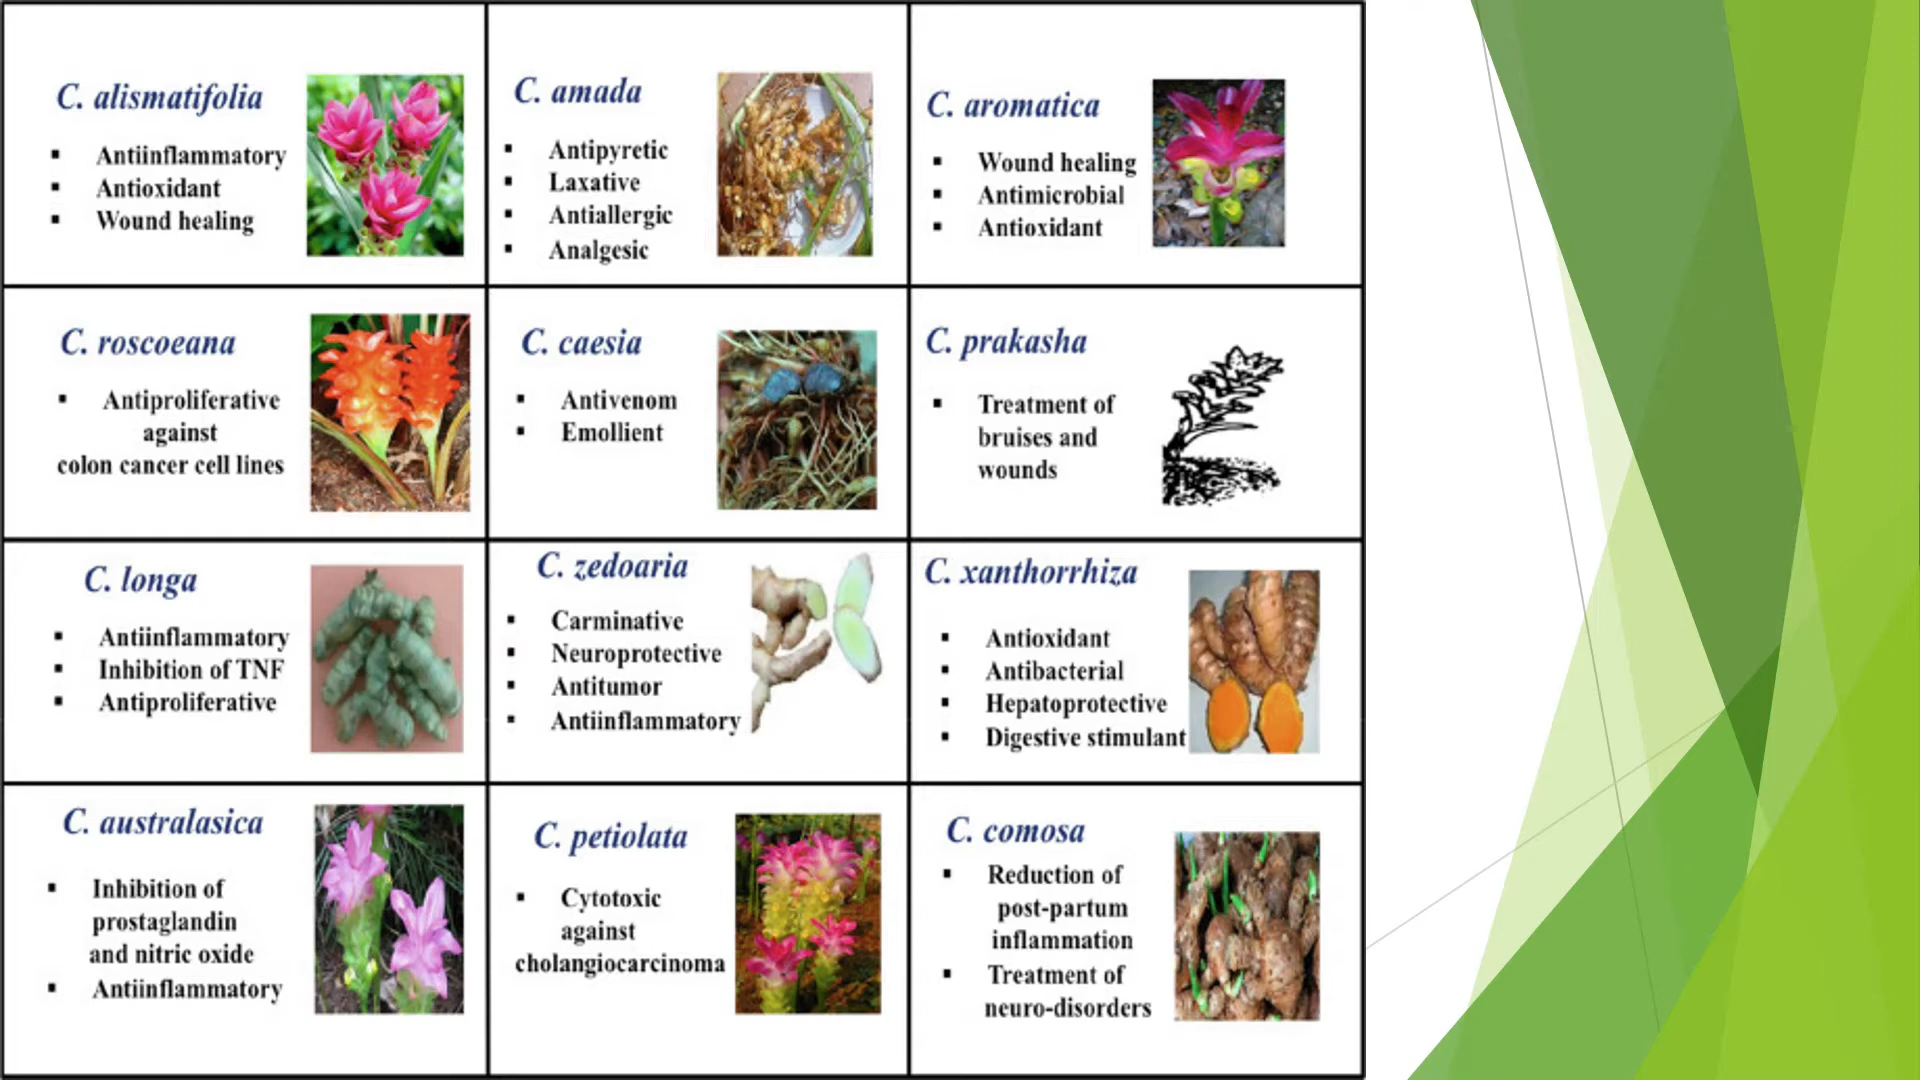 C. alismatifolia
▪ Antiinflammatory
▪ Antioxidant
▪ Wound healing
C. amada
▪ Antipyretic
▪ Laxative
▪ Antiallergic
▪ Analgesic
C. aromatica
▪ Wound healing
▪ Antimicrobial
▪ Antioxidant
C. roscoeana
▪ Antiproliferative
against
colon cancer cell lines
C. caesia
▪ Antivenom
▪ Emollient
C. prakasha
▪ Treatment of
bruises and
wounds
C. longa
▪ Antiinflammatory
▪ Inhibition of TNF
▪ Antiproliferative
C. zedoaria
▪ Carminative
▪ Neuroprotective
▪ Antitumor
▪ Antiinflammatory
C. xanthorrhiza
▪ Antioxidant
▪ Antibacterial
▪ Hepatoprotective
▪ Digestive stimulant
C. australasica
▪ Inhibition of
prostaglandin
and nitric oxide
▪ Antiinflammatory
C. petiolata
▪ Cytotoxic
against
cholangiocarcinoma
C. comosa
▪ Reduction of
post-partum
inflammation
▪ Treatment of
neuro-disorders